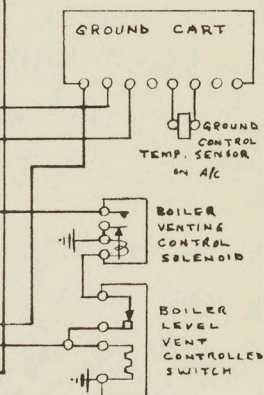 GROUND CART
GROUND
CONTROL
TEMP. SENSOR
ON A/C
BOILER
VENTING
CONTROL
SOLENOID
BOILER
LEVEL
VENT
CONTROLLED
SWITCH